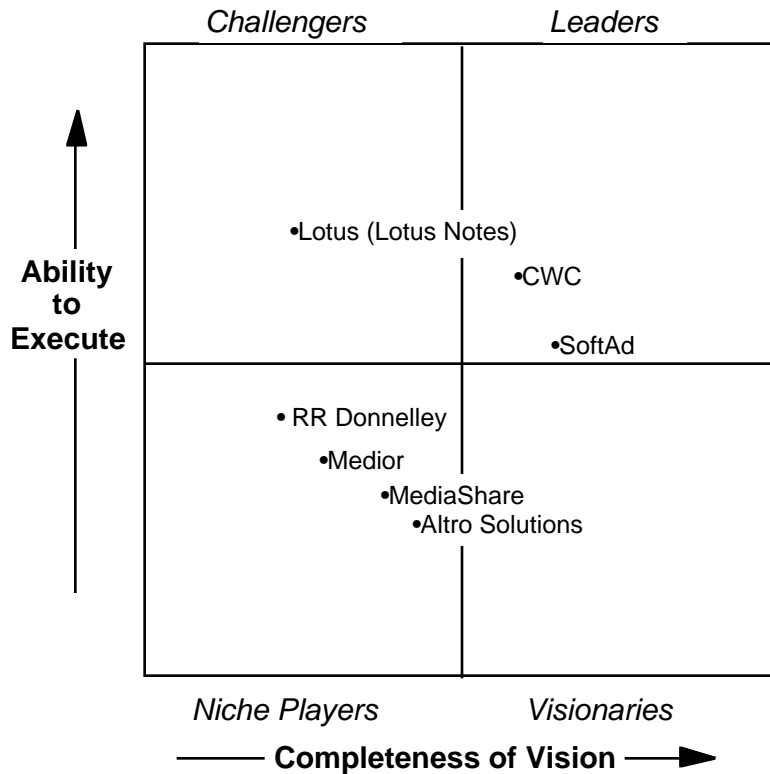 Challengers
Leaders
Ability
to
Execute
•Lotus (Lotus Notes)
•CWC
•SoftAd
• RR Donnelley
•Medior
•MediaShare
•Altro Solutions
Niche Players
Visionaries
Completeness of Vision